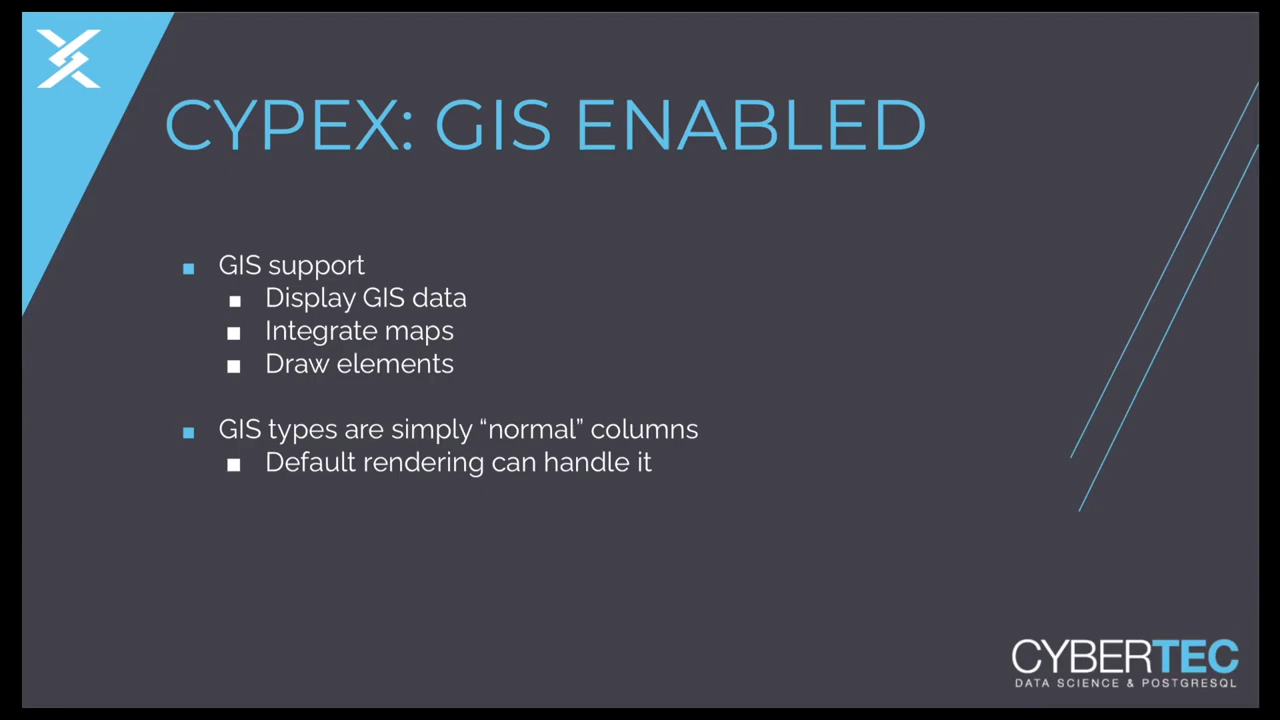 CYPEX: GIS ENABLED
GIS support
Display GIS data
Integrate maps
Draw elements
GIS types are simply “normal” columns
Default rendering can handle it
CYBERTEC
DATA SCIENCE & POSTGRESQL